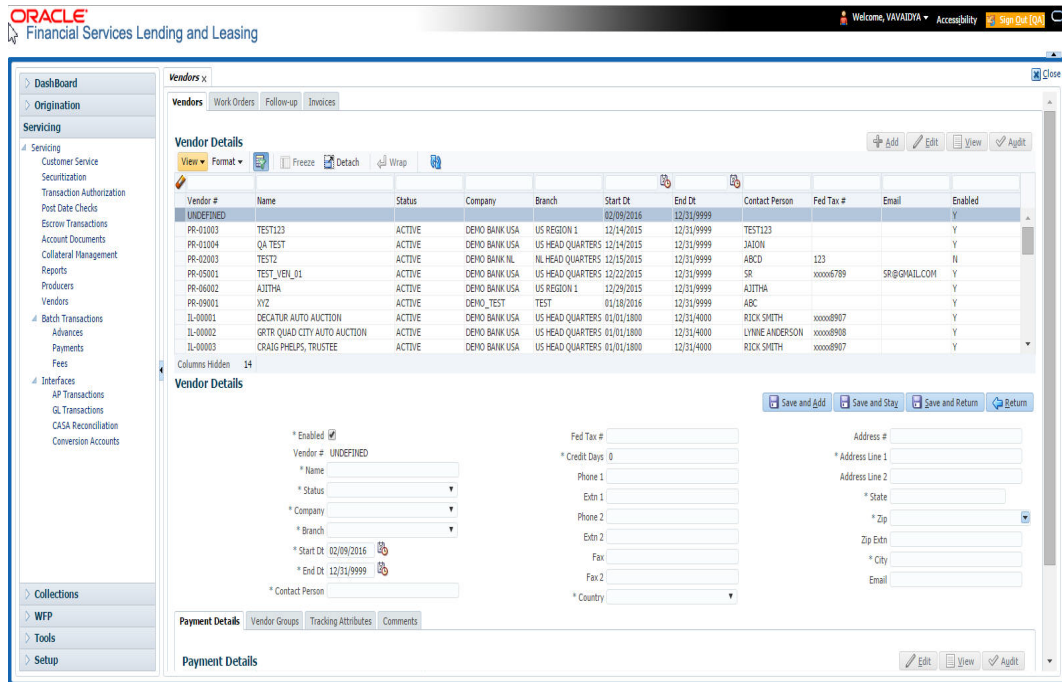 ORACLE'
Financial Services Lending and Leasing
Welcome, VAVAIDYA Accessibility Sign Out [QA]
Close
DashBoard
Origination
Servicing
Servicing
Customer Service
Securitization
Transaction Authorization
Post Date Checks
Escrow Transactions
Account Documents
Collateral Management
Reports
Producers
Vendors
Batch Transactions
Advances
Payments
Fees
Interfaces
AP Transactions
GL Transactions
CASA Reconciliation
Conversion Accounts
Collections
WFP
Tools
Setup
Vendors x
Vendors Work Orders Follow-up Invoices
Vendor Details
Add Edit View Audit
View Format Freeze Detach Wrap
Vendor # Name Status Company Branch Start Dt End Dt Contact Person Fed Tax # Email Enabled
UNDEFINED 02/09/2016 12/31/9999 Y
PR-01003 TEST123 ACTIVE DEMO BANK USA US REGION 1 12/14/2015 12/31/9999 TEST123 Y
PR-01004 QA TEST ACTIVE DEMO BANK USA US HEAD QUARTERS 12/14/2015 12/31/9999 JAION Y
PR-02003 TEST2 ACTIVE DEMO BANK NL NL HEAD QUARTERS 12/15/2015 12/31/9999 ABCD 123 N
PR-05001 TEST_VEN_01 ACTIVE DEMO BANK USA US HEAD QUARTERS 12/22/2015 12/31/9999 SR xxxxx6789 SR@GMAIL.COM Y
PR-06002 AJITHA ACTIVE DEMO BANK USA US REGION 1 12/29/2015 12/31/9999 AJITHA Y
PR-09001 XYZ ACTIVE DEMO_TEST TEST 01/18/2016 12/31/9999 ABC Y
IL-00001 DECATUR AUTO AUCTION ACTIVE DEMO BANK USA US HEAD QUARTERS 01/01/1800 12/31/4000 RICK SMITH xxxxx8907 Y
IL-00002 GRTR QUAD CITY AUTO AUCTION ACTIVE DEMO BANK USA US HEAD QUARTERS 01/01/1800 12/31/4000 LYNNE ANDERSON xxxxx8908 Y
IL-00003 CRAIG PHELPS, TRUSTEE ACTIVE DEMO BANK USA US HEAD QUARTERS 01/01/1800 12/31/4000 RICK SMITH xxxxx8907 Y
Columns Hidden 14
Vendor Details
Save and Add Save and Stay Save and Return Return
* Enabled
Vendor # UNDEFINED
* Name
* Status
* Company
* Branch
* Start Dt 02/09/2016
* End Dt 12/31/9999
* Contact Person
Fed Tax #
* Credit Days 0
Phone 1
Extn 1
Phone 2
Extn 2
Fax
Fax 2
* Country
Address #
* Address Line 1
Address Line 2
* State
* Zip
Zip Extn
* City
Email
Payment Details Vendor Groups Tracking Attributes Comments
Payment Details
Edit View Audit